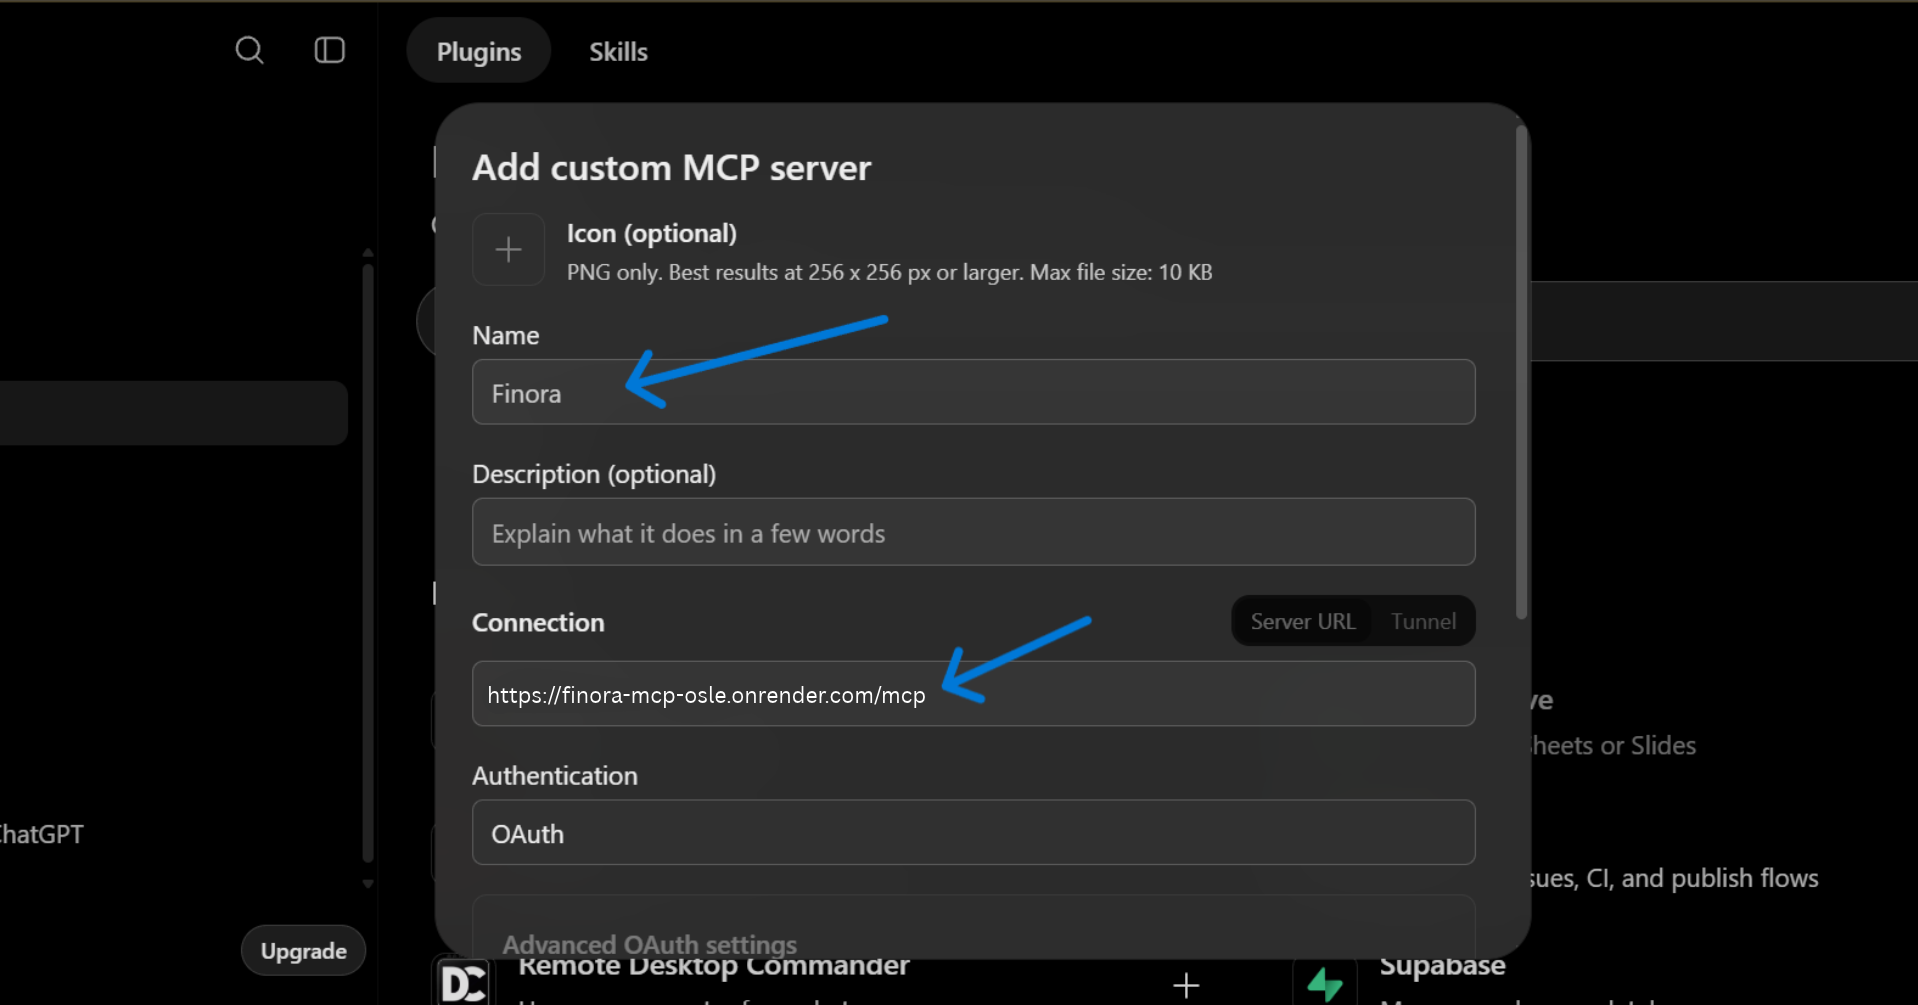 Plugins
Skills
Add custom MCP server
Icon (optional)
PNG only. Best results at 256 x 256 px or larger. Max file size: 10 KB
Name
Finora
Description (optional)
Explain what it does in a few words
Connection
Server URL
Tunnel
https://finora-mcp-osle.onrender.com/mcp
Authentication
OAuth
Sheets or Slides
ChatGPT
CI, and publish flows
Advanced OAuth settings
Upgrade
DC
Remote Desktop Commander
Supabase